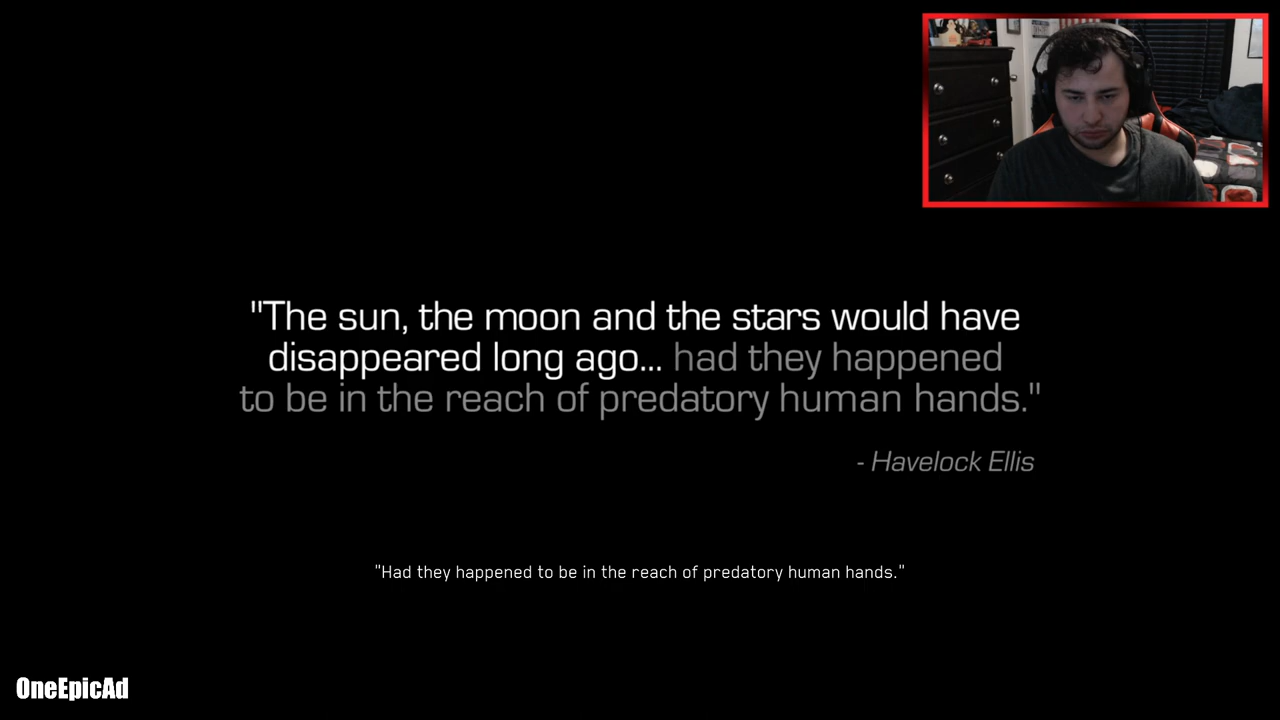 "The sun, the moon and the stars would have
disappeared long ago... had they happened
to be in the reach of predatory human hands."
- Havelock Ellis
"Had they happened to be in the reach of predatory human hands."
OneEpicAd